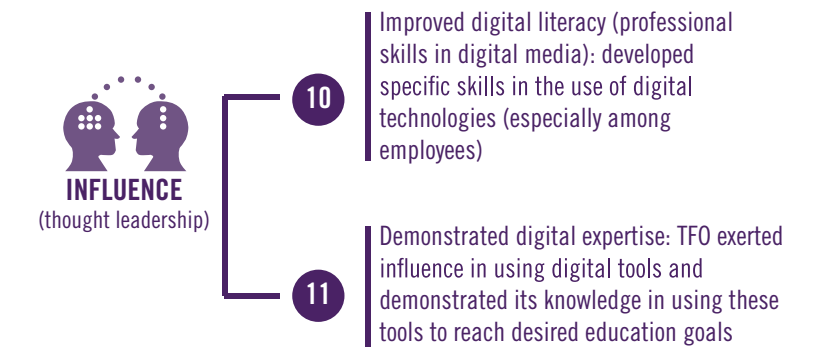 INFLUENCE
(thought leadership)
10
Improved digital literacy (professional
skills in digital media): developed
specific skills in the use of digital
technologies (especially among
employees)
11
Demonstrated digital expertise: TFO exerted
influence in using digital tools and
demonstrated its knowledge in using these
tools to reach desired education goals